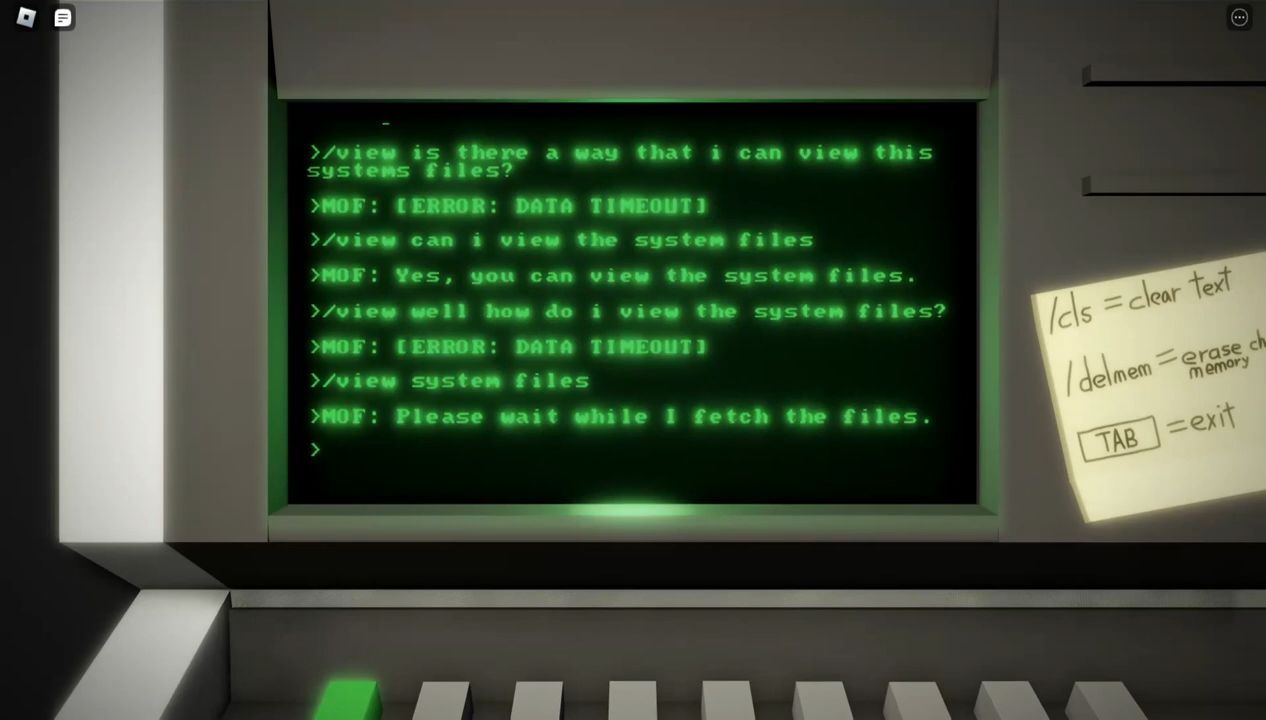 >/view is there a way that i can view this
systems files?
>MOF: [ERROR: DATA TIMEOUT]
>/view can i view the system files
>MOF: Yes, you can view the system files.
>/view well how do i view the system files?
>MOF: [ERROR: DATA TIMEOUT]
>/view system files
>MOF: Please wait while I fetch the files.
>
/cls = clear text
/delmem = erase
memory
TAB = exit